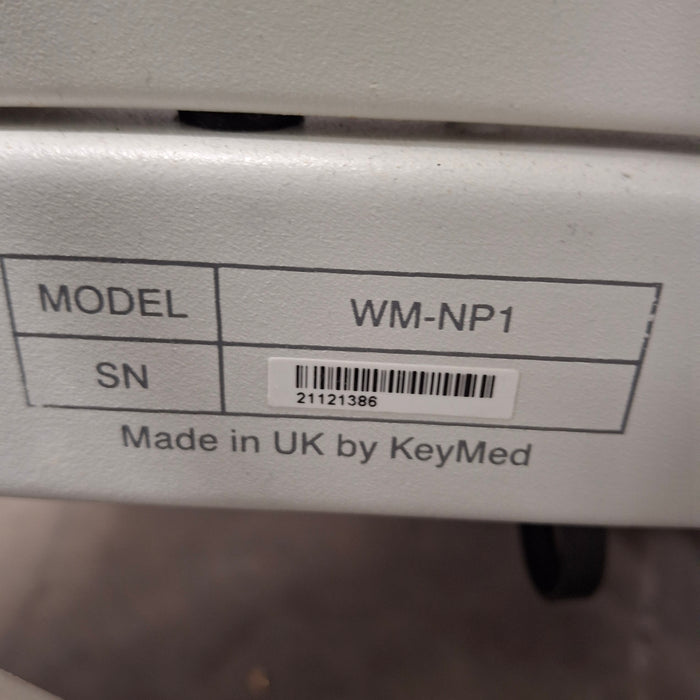 MODEL WM-NP1
SN
21121386
Made in UK by KeyMed